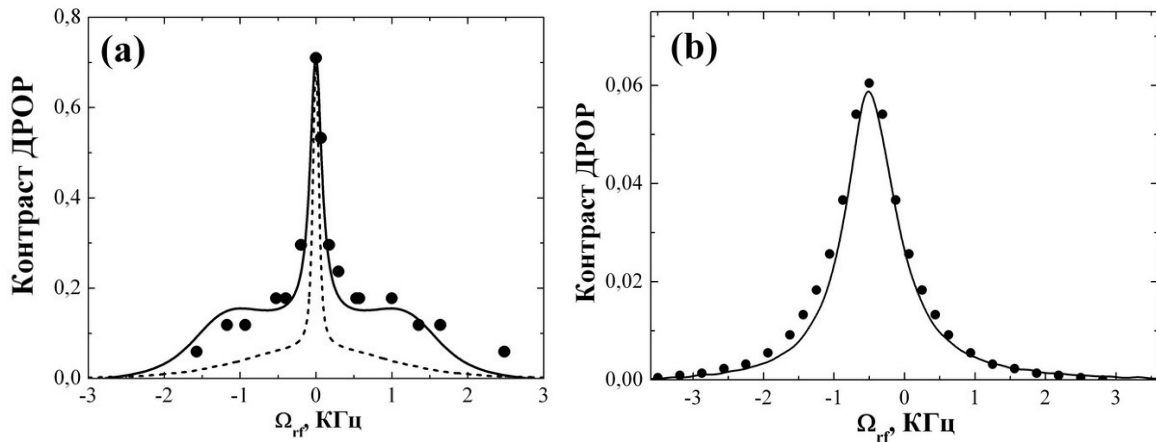 (a)
Контраст ДРОР
0,8
0,6
0,4
0,2
0,0
-3 -2 -1 0 1 2 3
Ω_rf, КГц
(b)
Контраст ДРОР
0,06
0,04
0,02
0,00
-3 -2 -1 0 1 2 3
Ω_rf, КГц